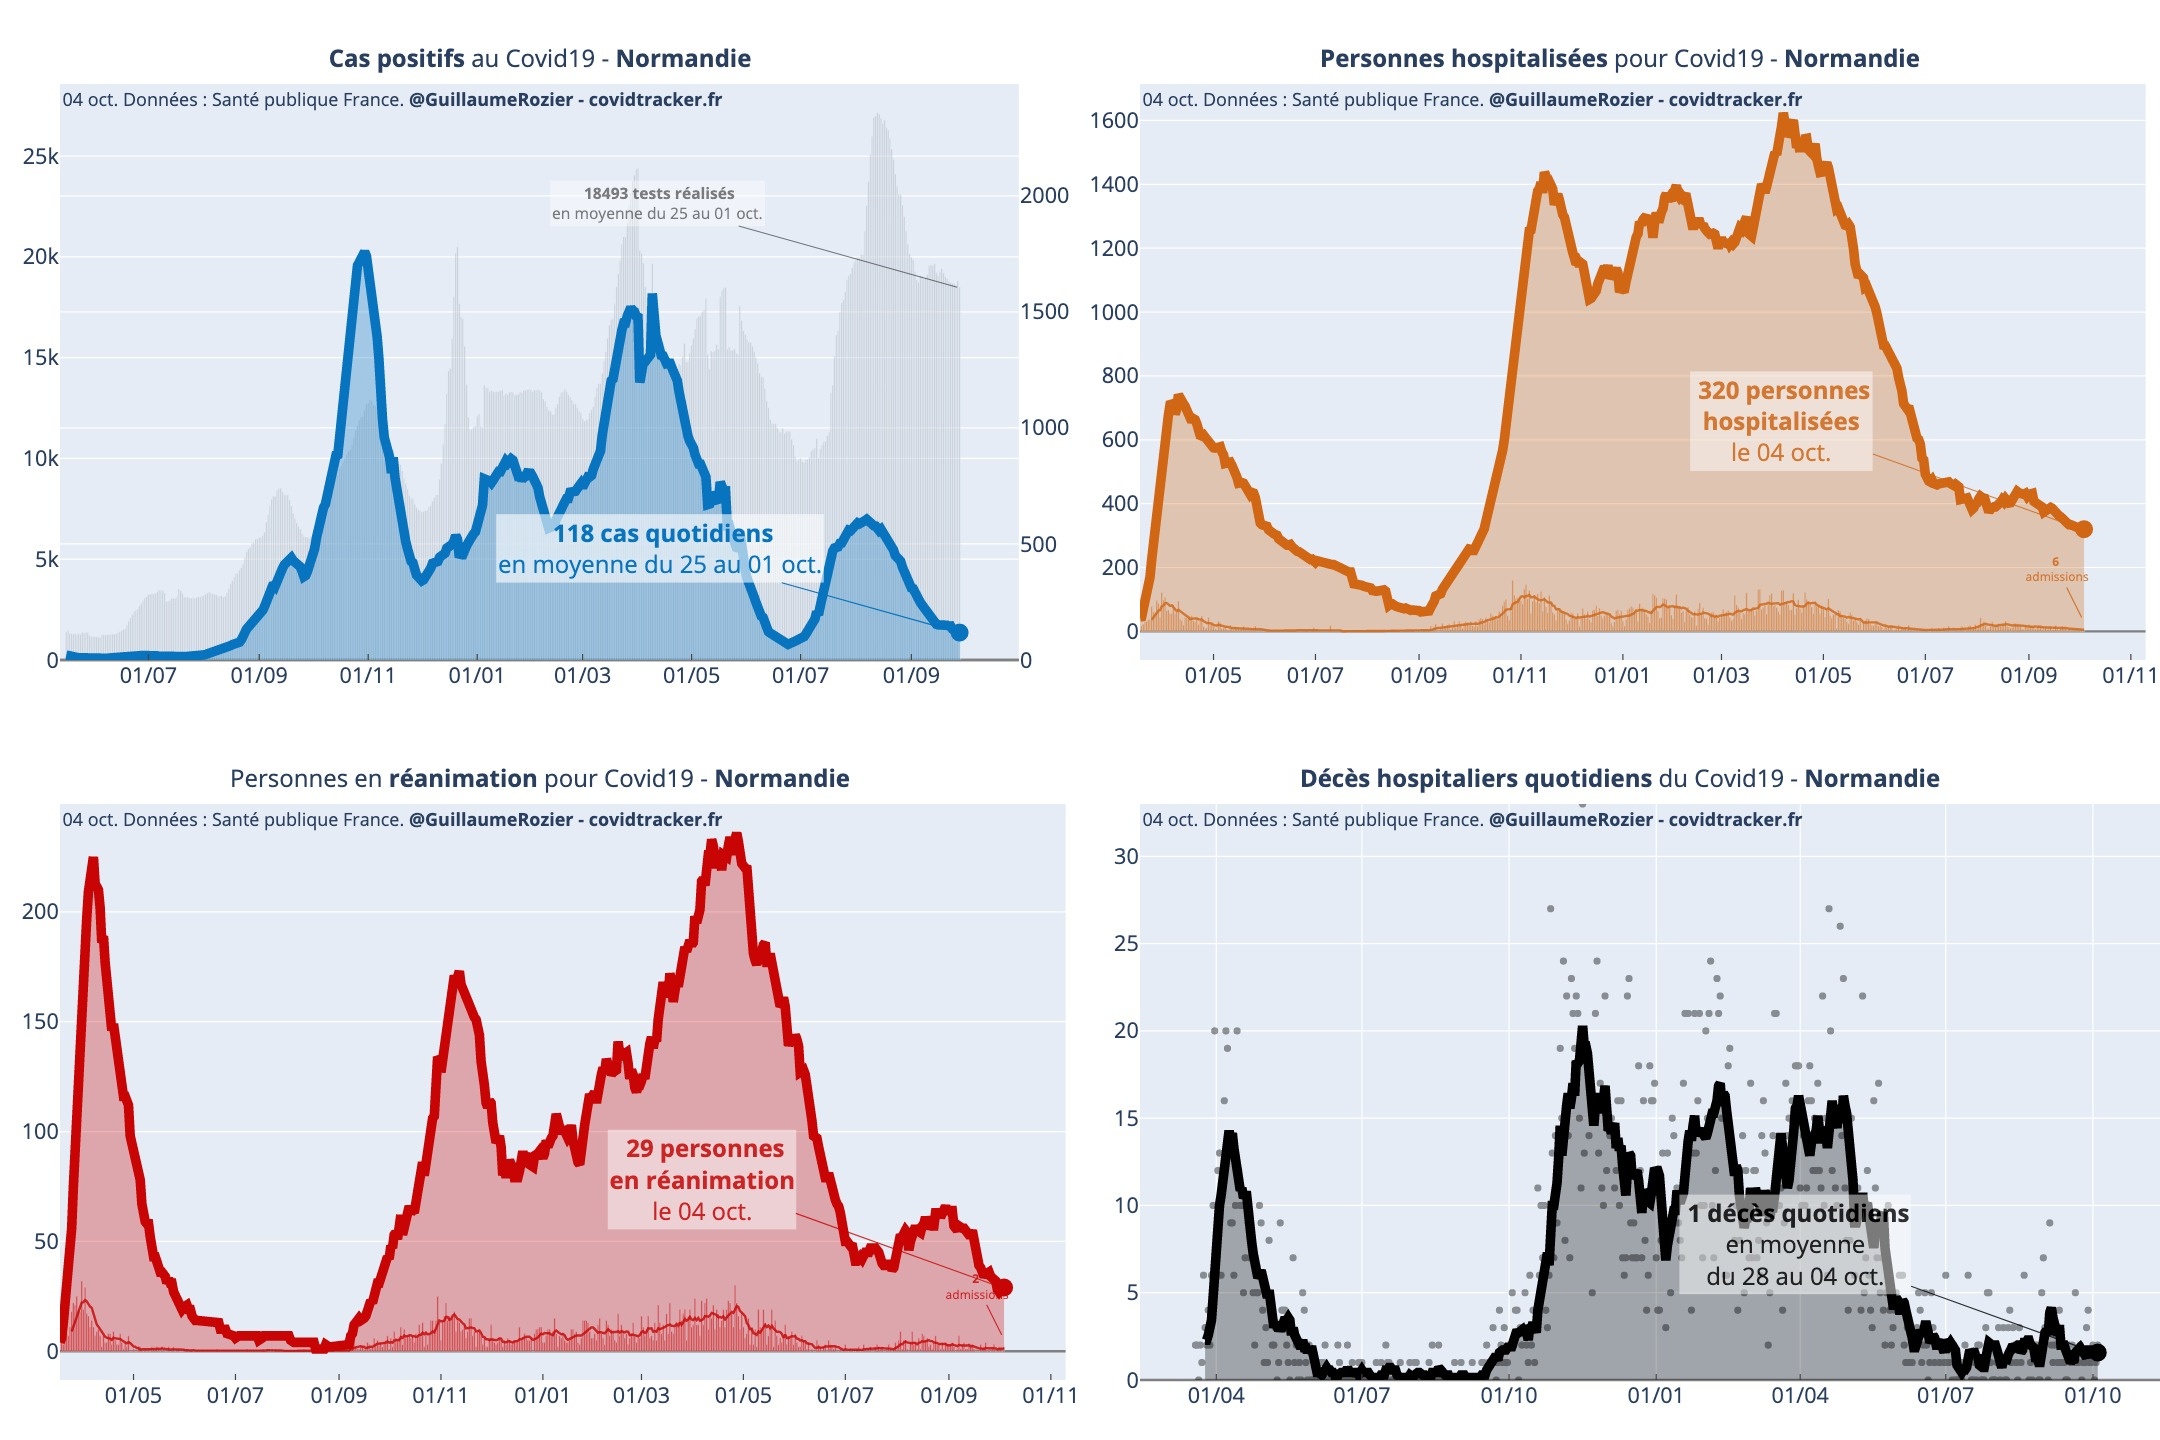 Cas positifs au Covid19 - Normandie
04 oct. Données : Santé publique France. @GuillaumeRozier - covidtracker.fr
25k
20k
15k
10k
5k
0
2000
1500
1000
500
0
18493 tests réalisés
en moyenne du 25 au 01 oct.
118 cas quotidiens
en moyenne du 25 au 01 oct.
01/07 01/09 01/11 01/01 01/03 01/05 01/07 01/09
Personnes hospitalisées pour Covid19 - Normandie
04 oct. Données : Santé publique France. @GuillaumeRozier - covidtracker.fr
1600
1400
1200
1000
800
600
400
200
0
320 personnes
hospitalisées
le 04 oct.
6
admissions
01/05 01/07 01/09 01/11 01/01 01/03 01/05 01/07 01/09 01/11
Personnes en réanimation pour Covid19 - Normandie
04 oct. Données : Santé publique France. @GuillaumeRozier - covidtracker.fr
200
150
100
50
0
29 personnes
en réanimation
le 04 oct.
2
admissions
01/05 01/07 01/09 01/11 01/01 01/03 01/05 01/07 01/09 01/11
Décès hospitaliers quotidiens du Covid19 - Normandie
04 oct. Données : Santé publique France. @GuillaumeRozier - covidtracker.fr
30
25
20
15
10
5
0
1 décès quotidiens
en moyenne
du 28 au 04 oct.
01/04 01/07 01/10 01/01 01/04 01/07 01/10